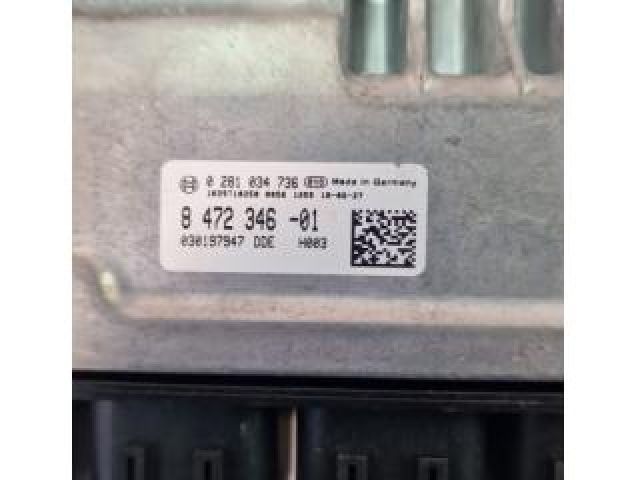 0 281 034 736 Made in Germany
8 472 346 -01
030197947 DDE H003